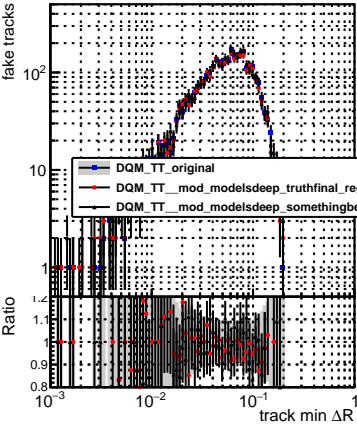 fake tracks
10²
10
1
DQM_TT_original
DQM_TT__mod_modelsdeep_truthfinal_reg
DQM_TT__mod_modelsdeep_somethingbe
Ratio
1.2
1.1
1
0.9
0.8
10⁻³ 10⁻² 10⁻¹ 1
track min ΔR